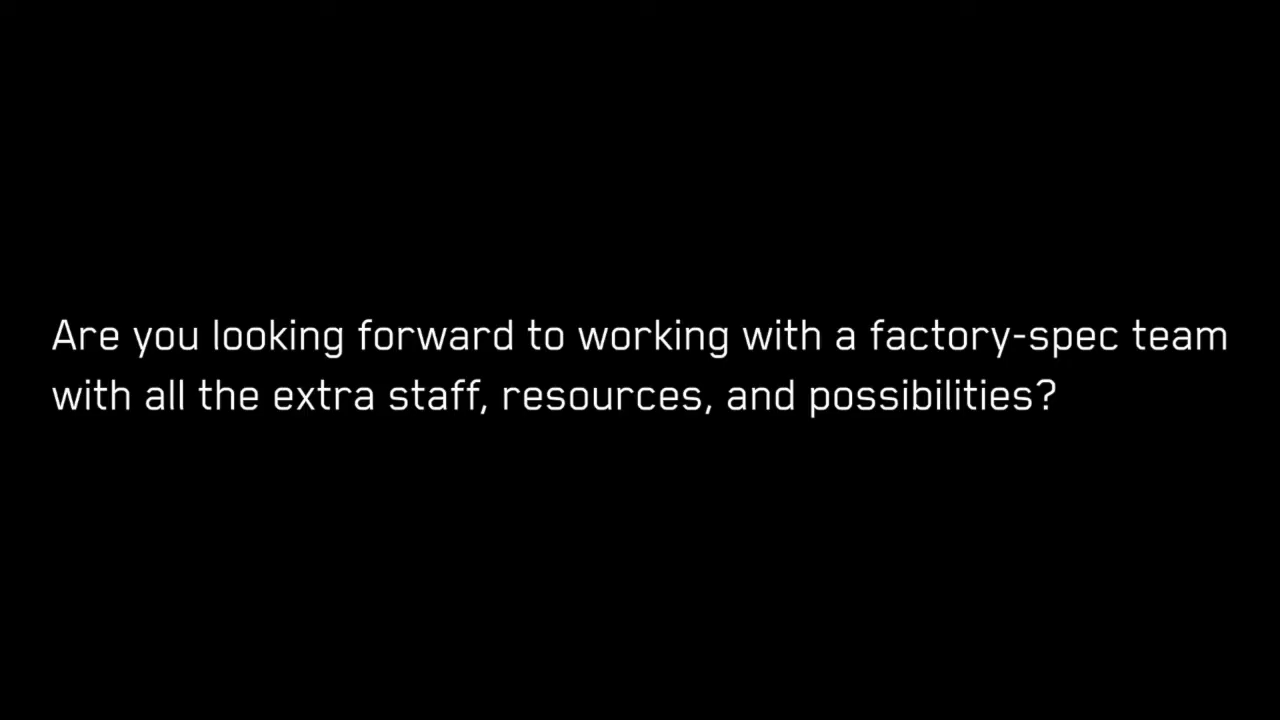 Are you looking forward to working with a factory-spec team
with all the extra staff, resources, and possibilities?